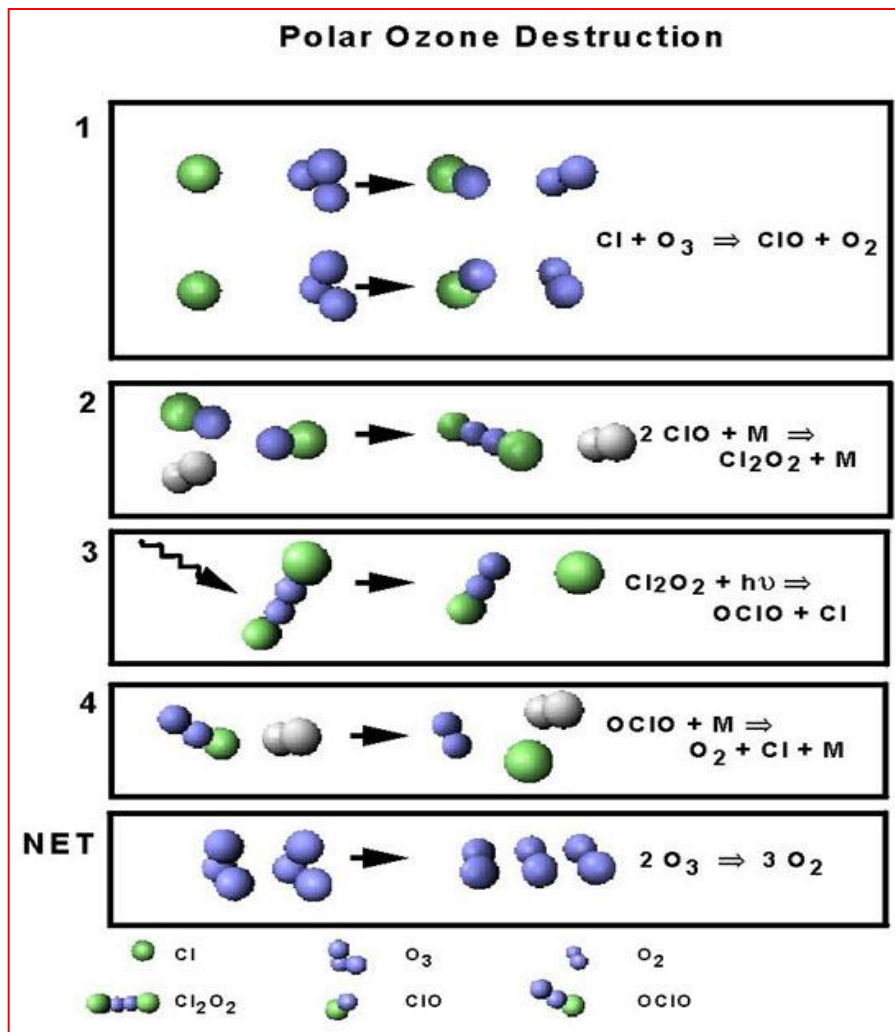 Polar Ozone Destruction
1
Cl + O₃ ⇒ ClO + O₂
2
2 ClO + M ⇒
Cl₂O₂ + M
3
Cl₂O₂ + hυ ⇒
OClO + Cl
4
OClO + M ⇒
O₂ + Cl + M
NET
2 O₃ ⇒ 3 O₂
Cl O₃ O₂
Cl₂O₂ ClO OClO